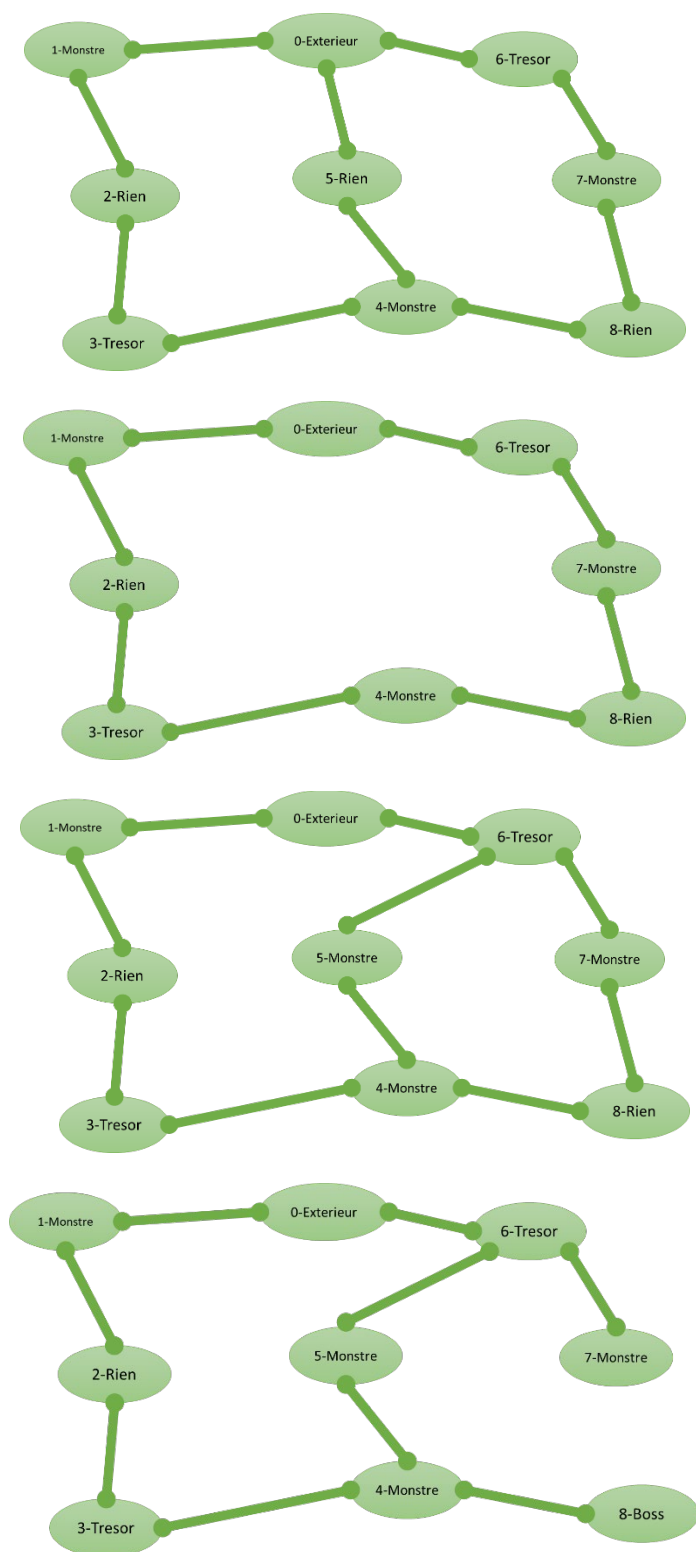 1-Monstre
0-Exterieur
6-Tresor
2-Rien
5-Rien
7-Monstre
3-Tresor
4-Monstre
8-Rien
1-Monstre
0-Exterieur
6-Tresor
2-Rien
7-Monstre
3-Tresor
4-Monstre
8-Rien
1-Monstre
0-Exterieur
6-Tresor
2-Rien
5-Monstre
7-Monstre
3-Tresor
4-Monstre
8-Rien
1-Monstre
0-Exterieur
6-Tresor
2-Rien
5-Monstre
7-Monstre
3-Tresor
4-Monstre
8-Boss